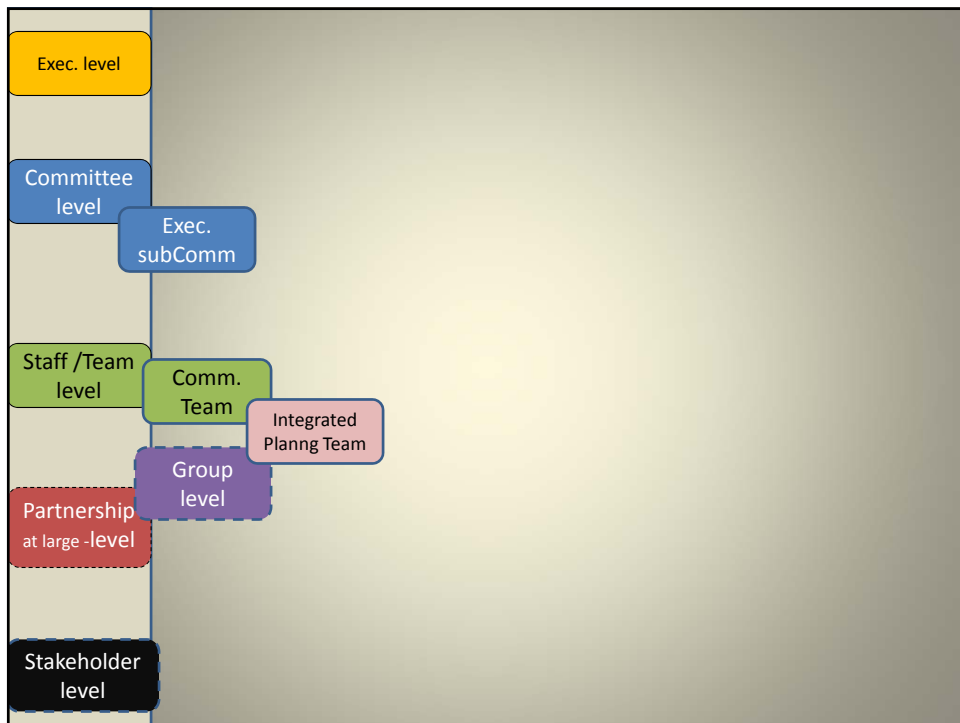 Exec. level
Committee
level
Exec.
subComm
Staff /Team
level
Comm.
Team
Integrated
Planng Team
Group
level
Partnership
at large -level
Stakeholder
level